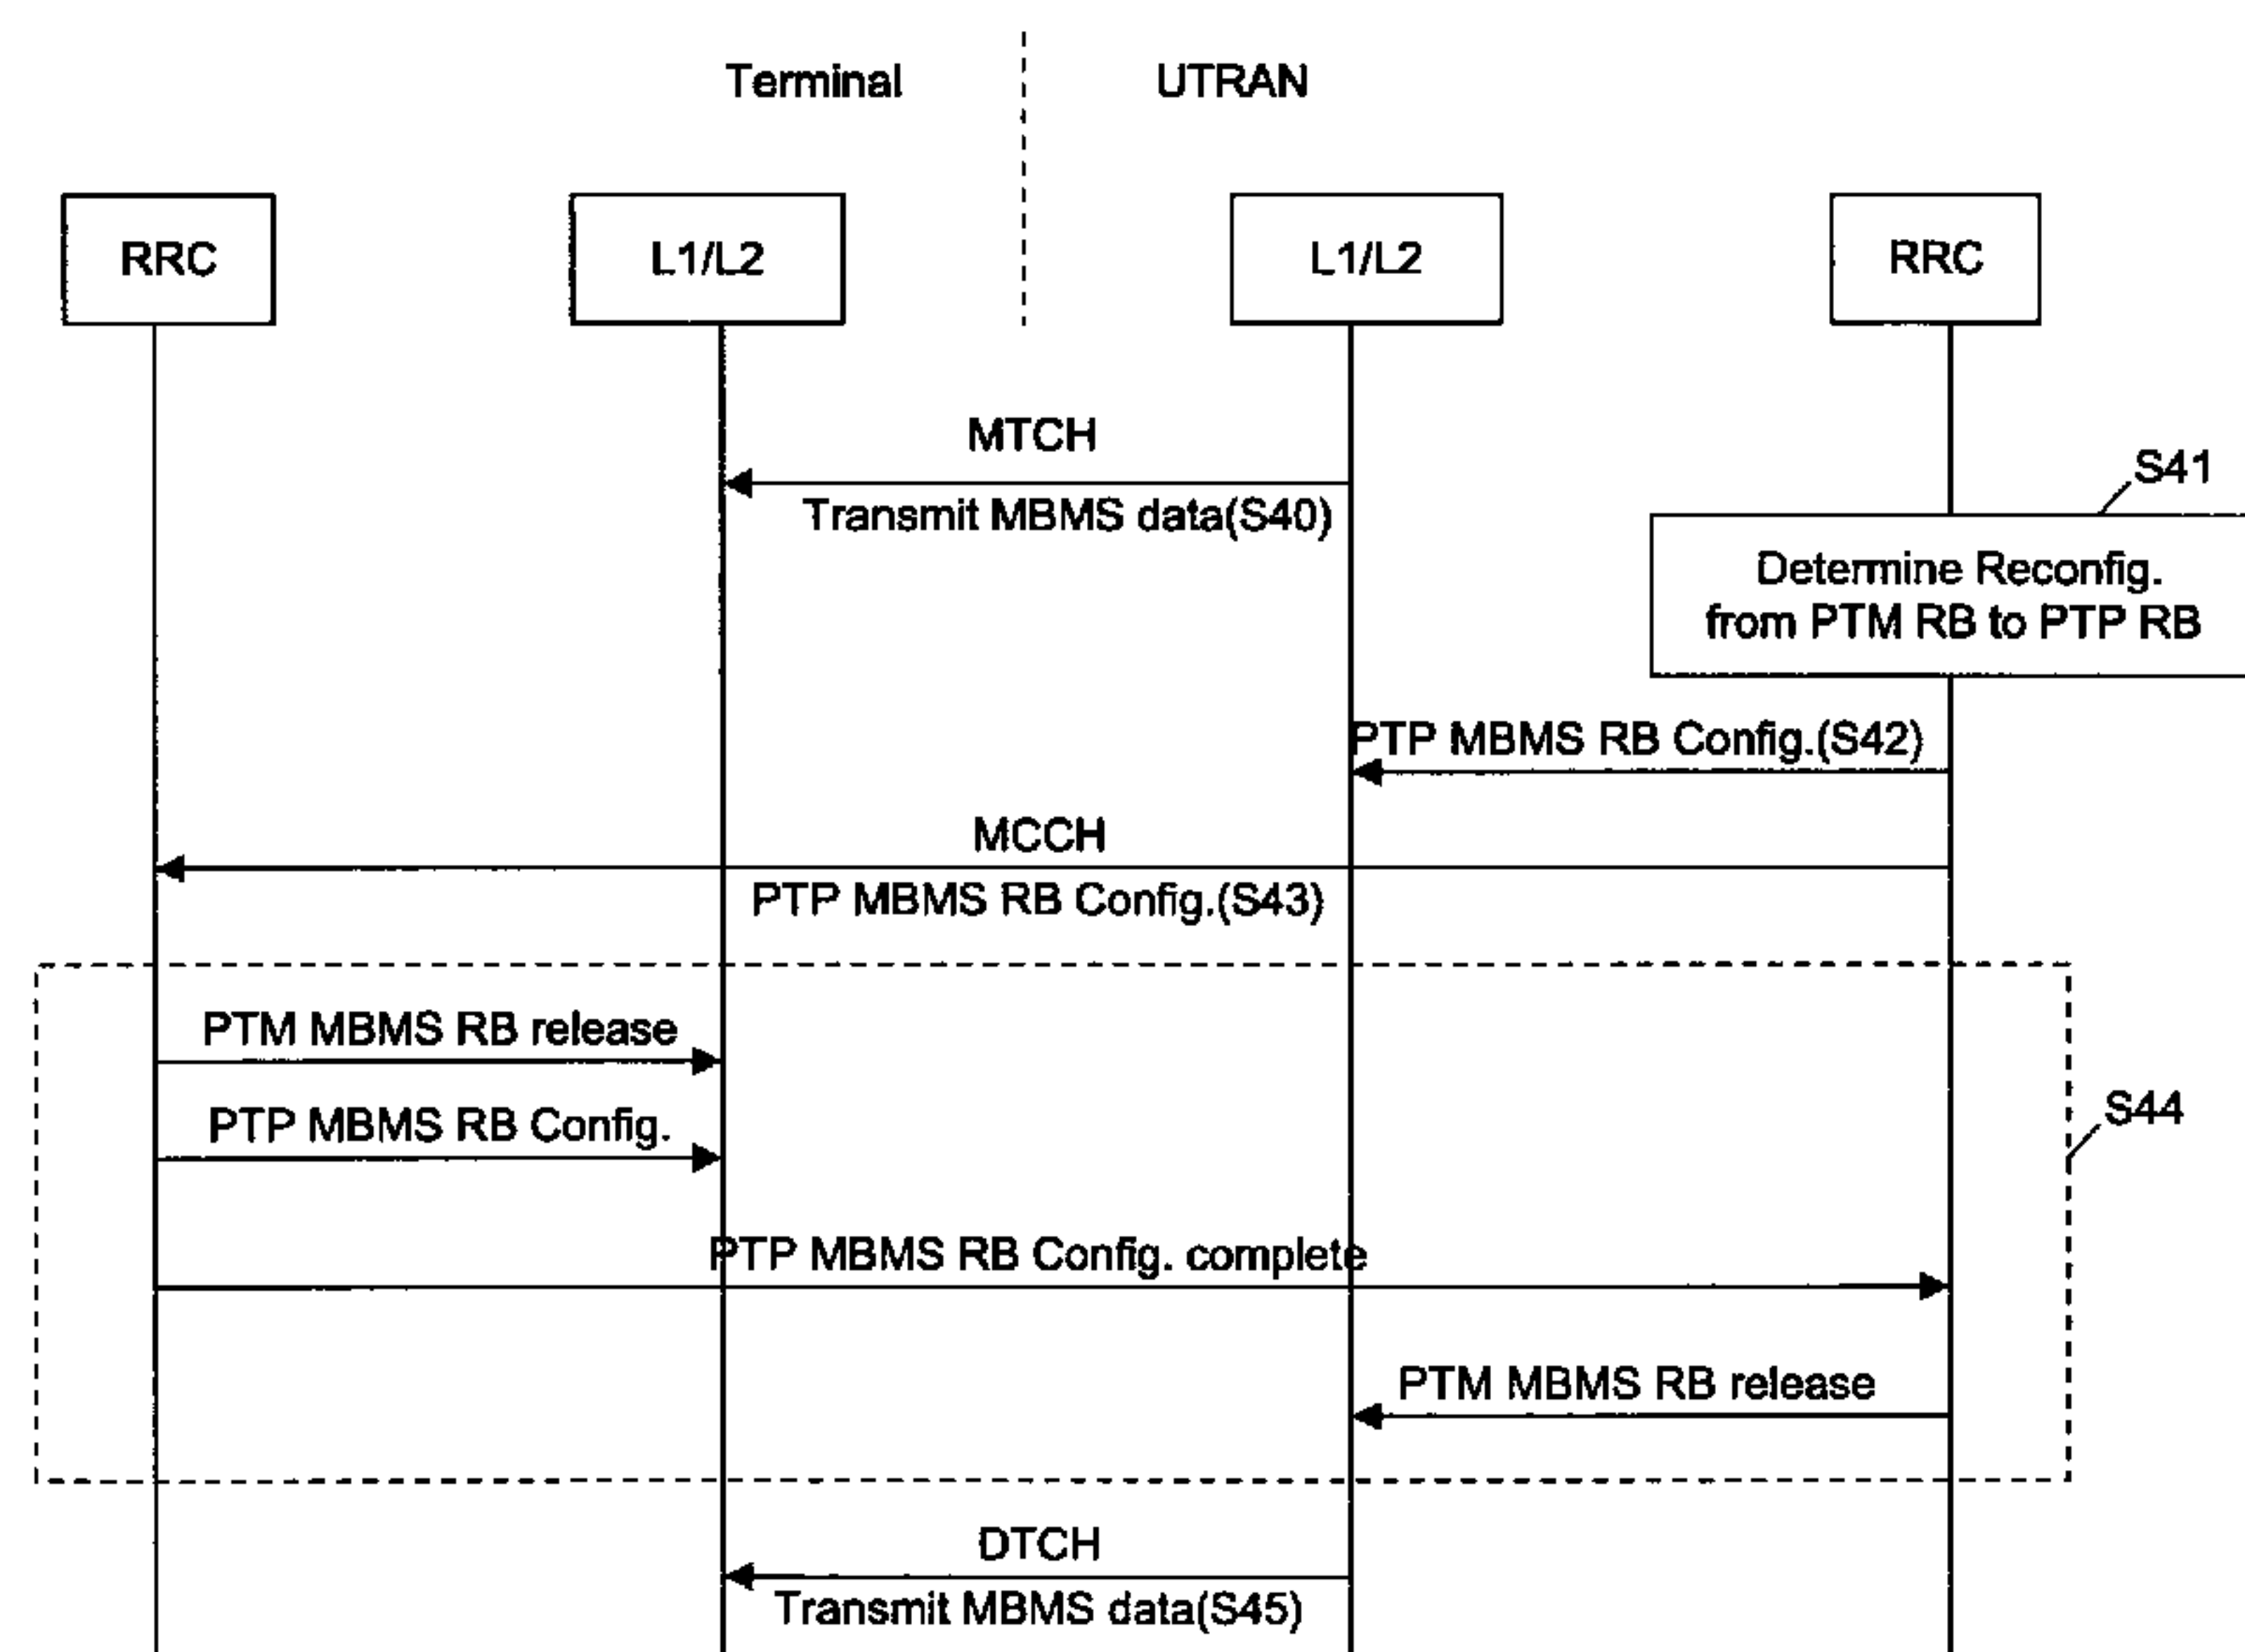 Terminal
UTRAN
RRC
L1/L2
L1/L2
RRC
MTCH
Transmit MBMS data(S40)
S41
Determine Reconfig.
from PTM RB to PTP RB
PTP MBMS RB Config.(S42)
MCCH
PTP MBMS RB Config.(S43)
PTM MBMS RB release
PTP MBMS RB Config.
S44
PTP MBMS RB Config. complete
PTM MBMS RB release
DTCH
Transmit MBMS data(S45)